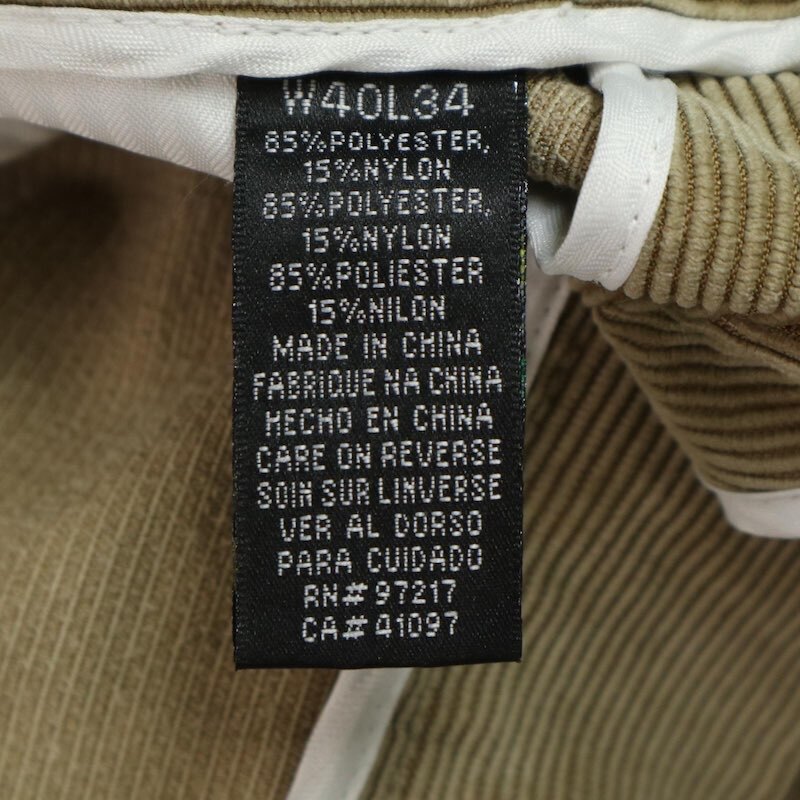 W40L34
85%POLYESTER,
15%NYLON
85%POLYESTER,
15%NYLON
85%POLIESTER
15%NILON
MADE IN CHINA
FABRIQUE NA CHINA
HECHO EN CHINA
CARE ON REVERSE
SOIN SUR LINVERSE
VER AL DORSO
PARA CUIDADO
RN# 97217
CA# 41097